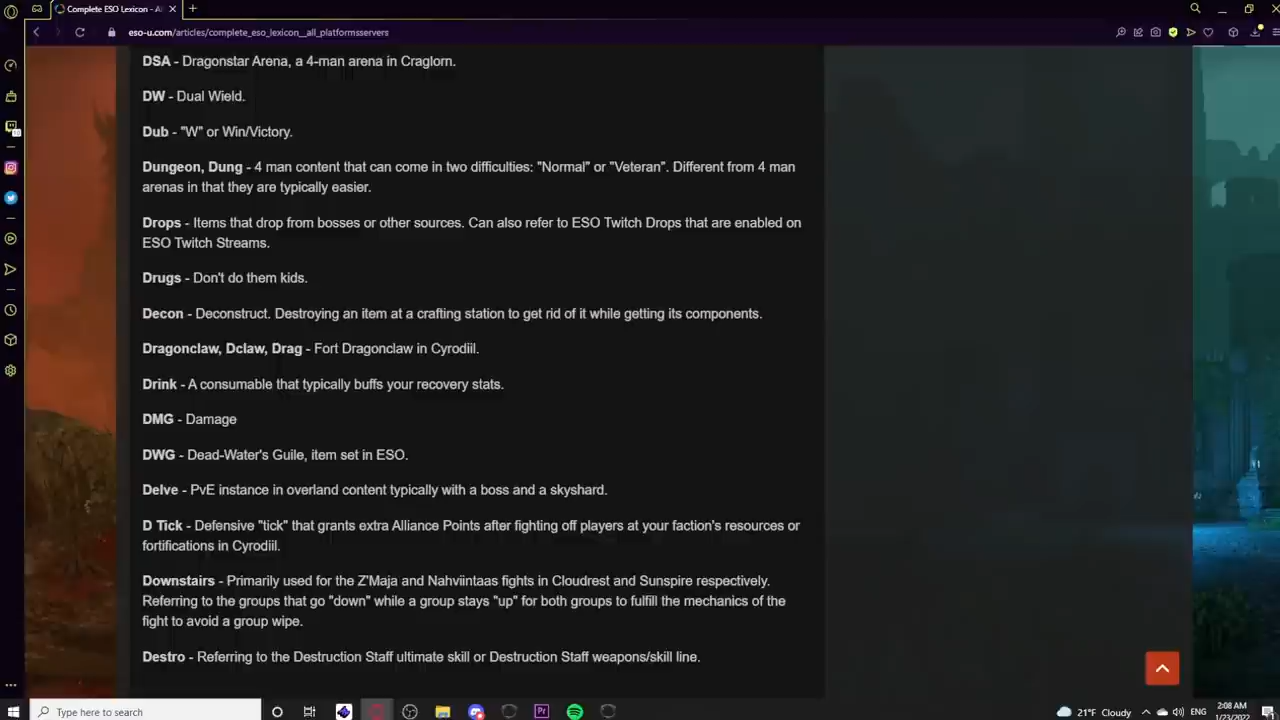 Complete ESO Lexicon - Al
eso-u.com/articles/complete_eso_lexicon__all_platformsservers
DSA - Dragonstar Arena, a 4-man arena in Craglorn.
DW - Dual Wield.
Dub - "W" or Win/Victory.
Dungeon, Dung - 4 man content that can come in two difficulties: "Normal" or "Veteran". Different from 4 man
arenas in that they are typically easier.
Drops - Items that drop from bosses or other sources. Can also refer to ESO Twitch Drops that are enabled on
ESO Twitch Streams.
Drugs - Don't do them kids.
Decon - Deconstruct. Destroying an item at a crafting station to get rid of it while getting its components.
Dragonclaw, Dclaw, Drag - Fort Dragonclaw in Cyrodiil.
Drink - A consumable that typically buffs your recovery stats.
DMG - Damage
DWG - Dead-Water's Guile, item set in ESO.
Delve - PvE instance in overland content typically with a boss and a skyshard.
D Tick - Defensive "tick" that grants extra Alliance Points after fighting off players at your faction's resources or
fortifications in Cyrodiil.
Downstairs - Primarily used for the Z'Maja and Nahviintaas fights in Cloudrest and Sunspire respectively.
Referring to the groups that go "down" while a group stays "up" for both groups to fulfill the mechanics of the
fight to avoid a group wipe.
Destro - Referring to the Destruction Staff ultimate skill or Destruction Staff weapons/skill line.
Type here to search
Pr
21°F Cloudy
ENG
2:08 AM
1/23/2022